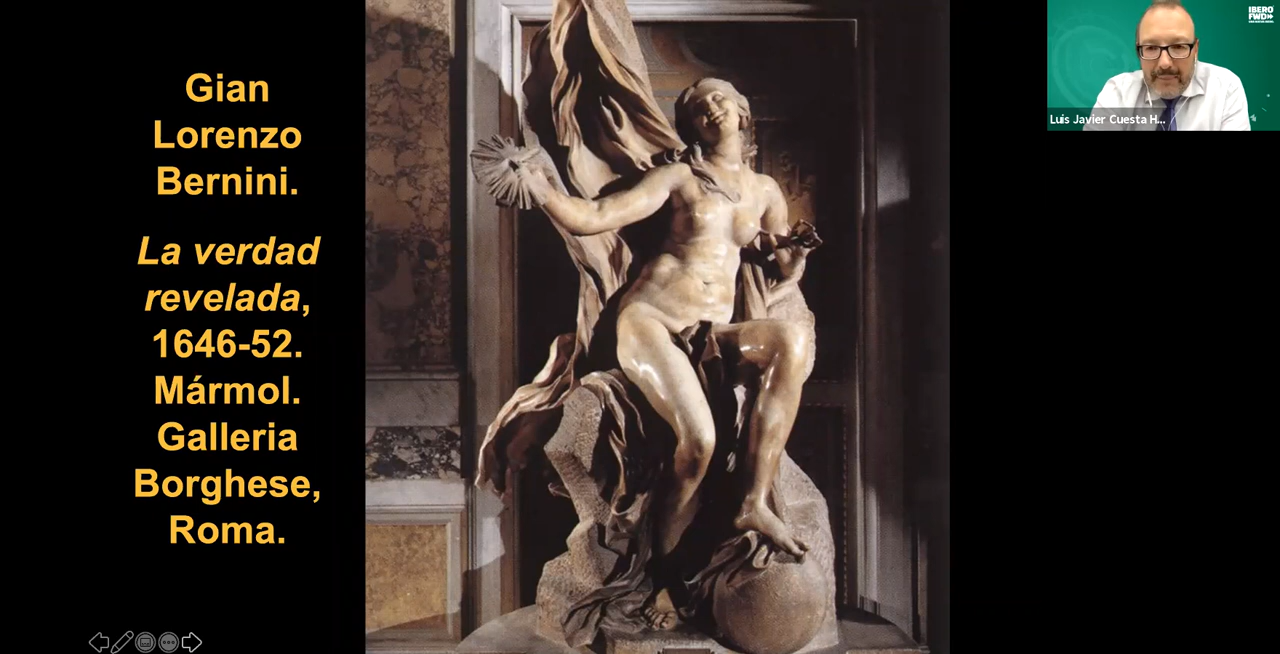 Gian
Lorenzo
Bernini.
La verdad
revelada,
1646-52.
Mármol.
Galleria
Borghese,
Roma.
IBERO
FWD»
Luis Javier Cuesta H...